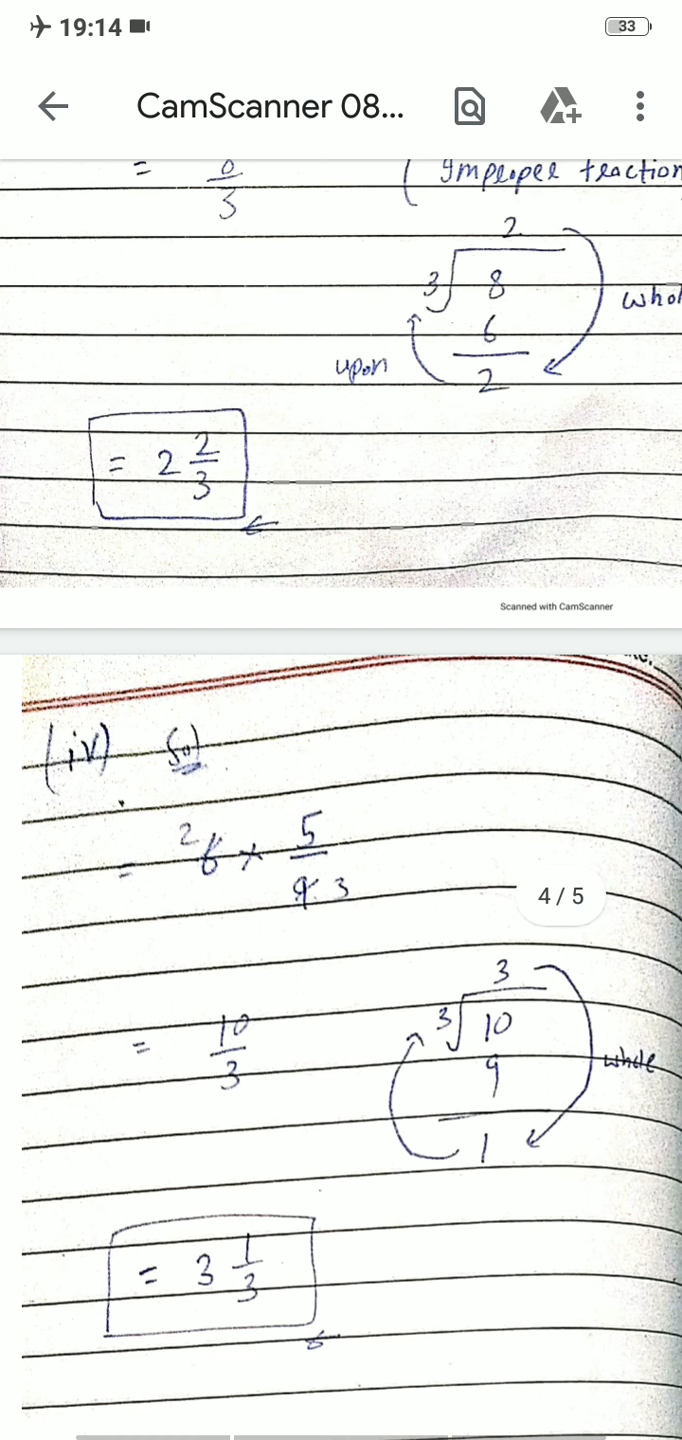 19:14 33
CamScanner 08...
= 8/3 ( Improper fraction
2
3 8
6
2
upon
= 2 2/3
Scanned with CamScanner
(iv) Sol
= 2 6 × 5/9 3
4 / 5
= 10/3
3
3 10
9
1
whole
= 3 1/3